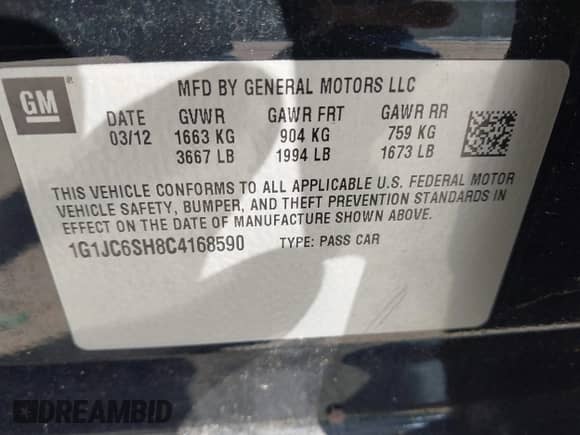 GM
MFD BY GENERAL MOTORS LLC
DATE GVWR GAWR FRT GAWR RR
03/12 1663 KG 904 KG 759 KG
3667 LB 1994 LB 1673 LB
THIS VEHICLE CONFORMS TO ALL APPLICABLE U.S. FEDERAL MOTOR
VEHICLE SAFETY, BUMPER, AND THEFT PREVENTION STANDARDS IN
EFFECT ON THE DATE OF MANUFACTURE SHOWN ABOVE.
1G1JC6SH8C4168590 TYPE: PASS CAR
DREAMBID